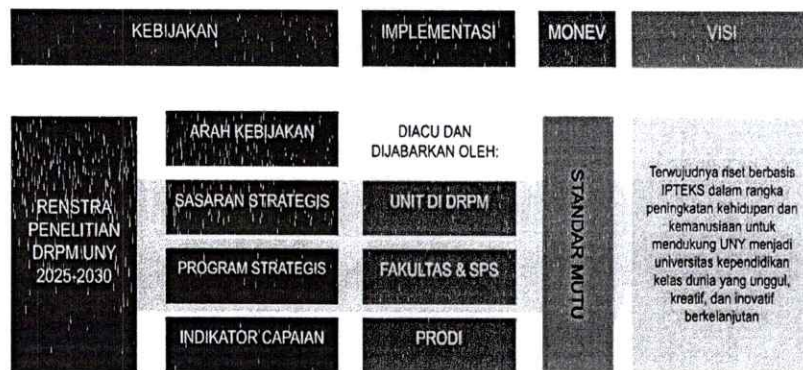 KEBIJAKAN
IMPLEMENTASI
MONEV
VISI
RENSTRA
PENELITIAN
DRPM UNY
2025-2030
ARAH KEBIJAKAN
SASARAN STRATEGIS
PROGRAM STRATEGIS
INDIKATOR CAPAIAN
DIACU DAN
DIJABARKAN OLEH:
UNIT DI DRPM
FAKULTAS & SPS
PRODI
STANDAR MUTU
Terwujudnya riset berbasis
IPTEKS dalam rangka
peningkatan kehidupan dan
kemanusiaan untuk
mendukung UNY menjadi
universitas kependidikan
kelas dunia yang unggul,
kreatif, dan inovatif
berkelanjutan